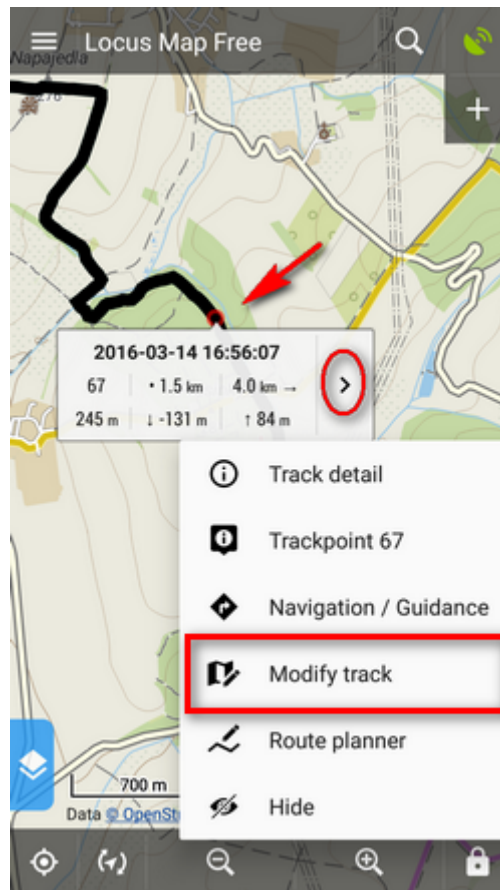 Locus Map Free
Napajedla
276
2016-03-14 16:56:07
67 • 1.5 km 4.0 km →
245 m ↓ -131 m ↑ 84 m
Track detail
Trackpoint 67
Navigation / Guidance
Modify track
Route planner
700 m
Data © OpenSt
Hide